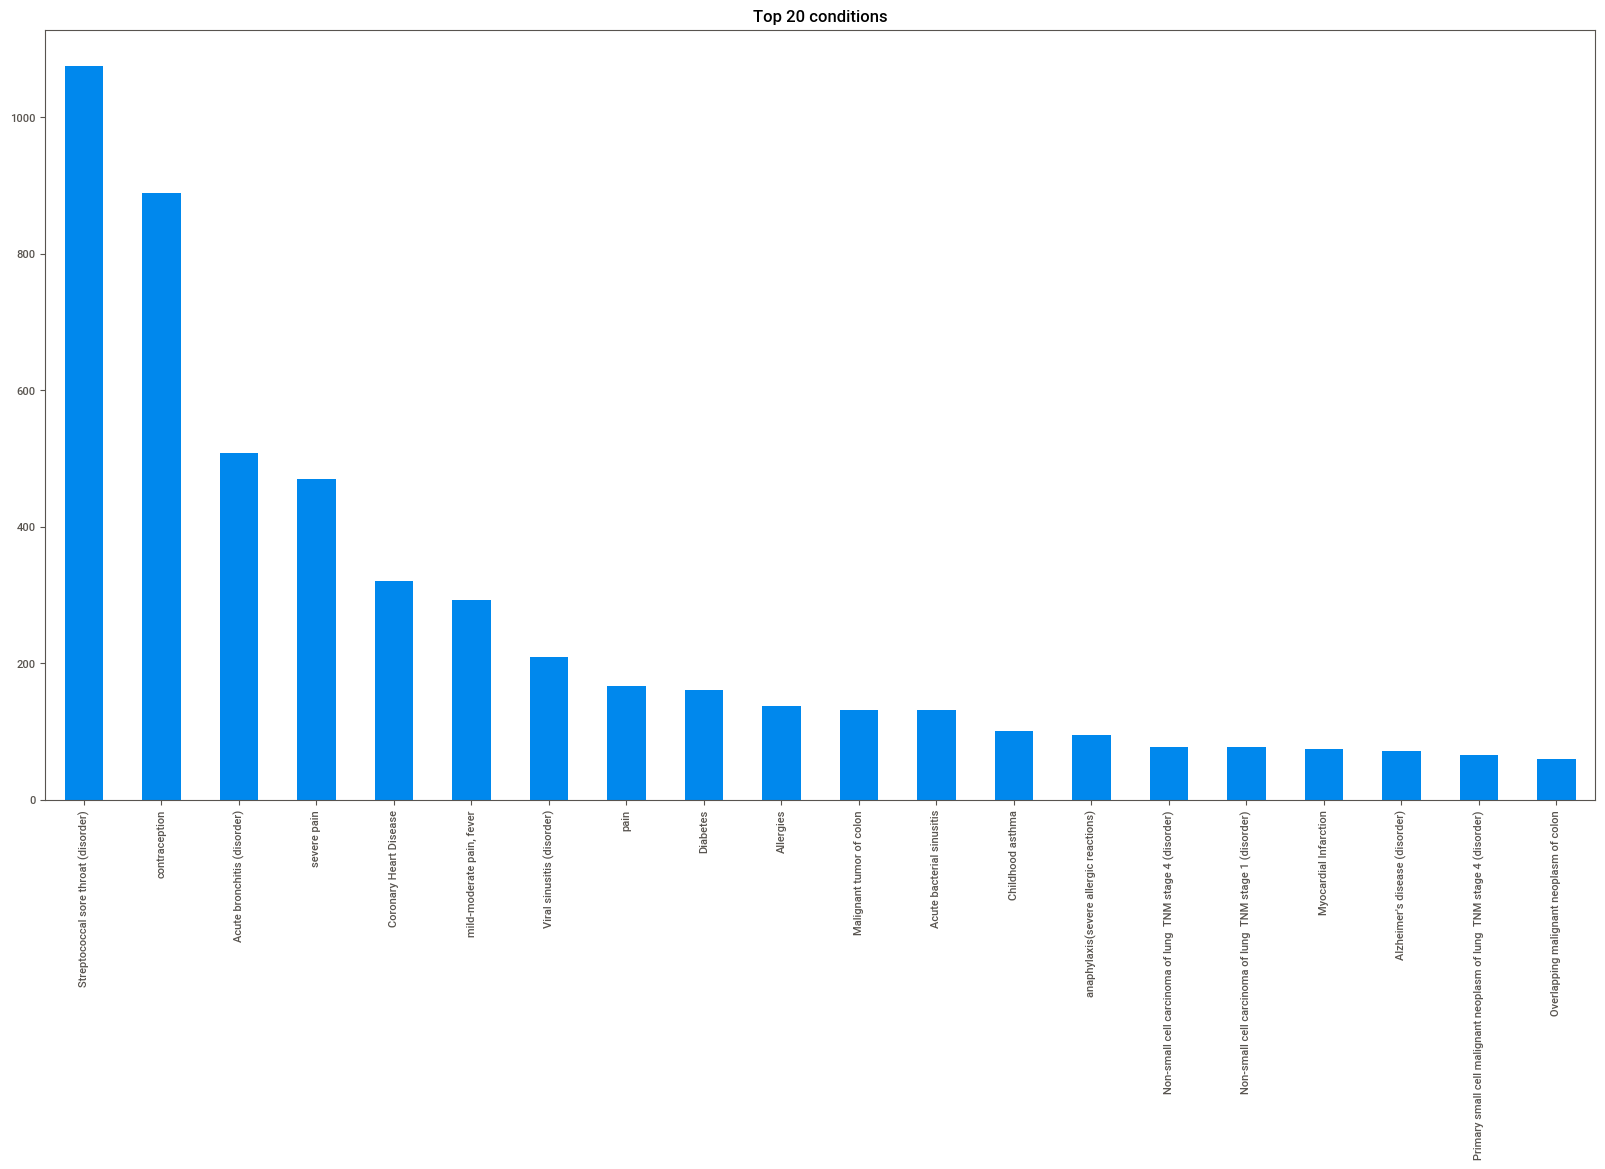 Top 20 conditions
1000
800
600
400
200
0
Streptococcal sore throat (disorder)
contraception
Acute bronchitis (disorder)
severe pain
Coronary Heart Disease
mild-moderate pain, fever
Viral sinusitis (disorder)
pain
Diabetes
Allergies
Malignant tumor of colon
Acute bacterial sinusitis
Childhood asthma
anaphylaxis(severe allergic reactions)
Non-small cell carcinoma of lung  TNM stage 4 (disorder)
Non-small cell carcinoma of lung  TNM stage 1 (disorder)
Myocardial Infarction
Alzheimer's disease (disorder)
Primary small cell malignant neoplasm of lung  TNM stage 4 (disorder)
Overlapping malignant neoplasm of colon